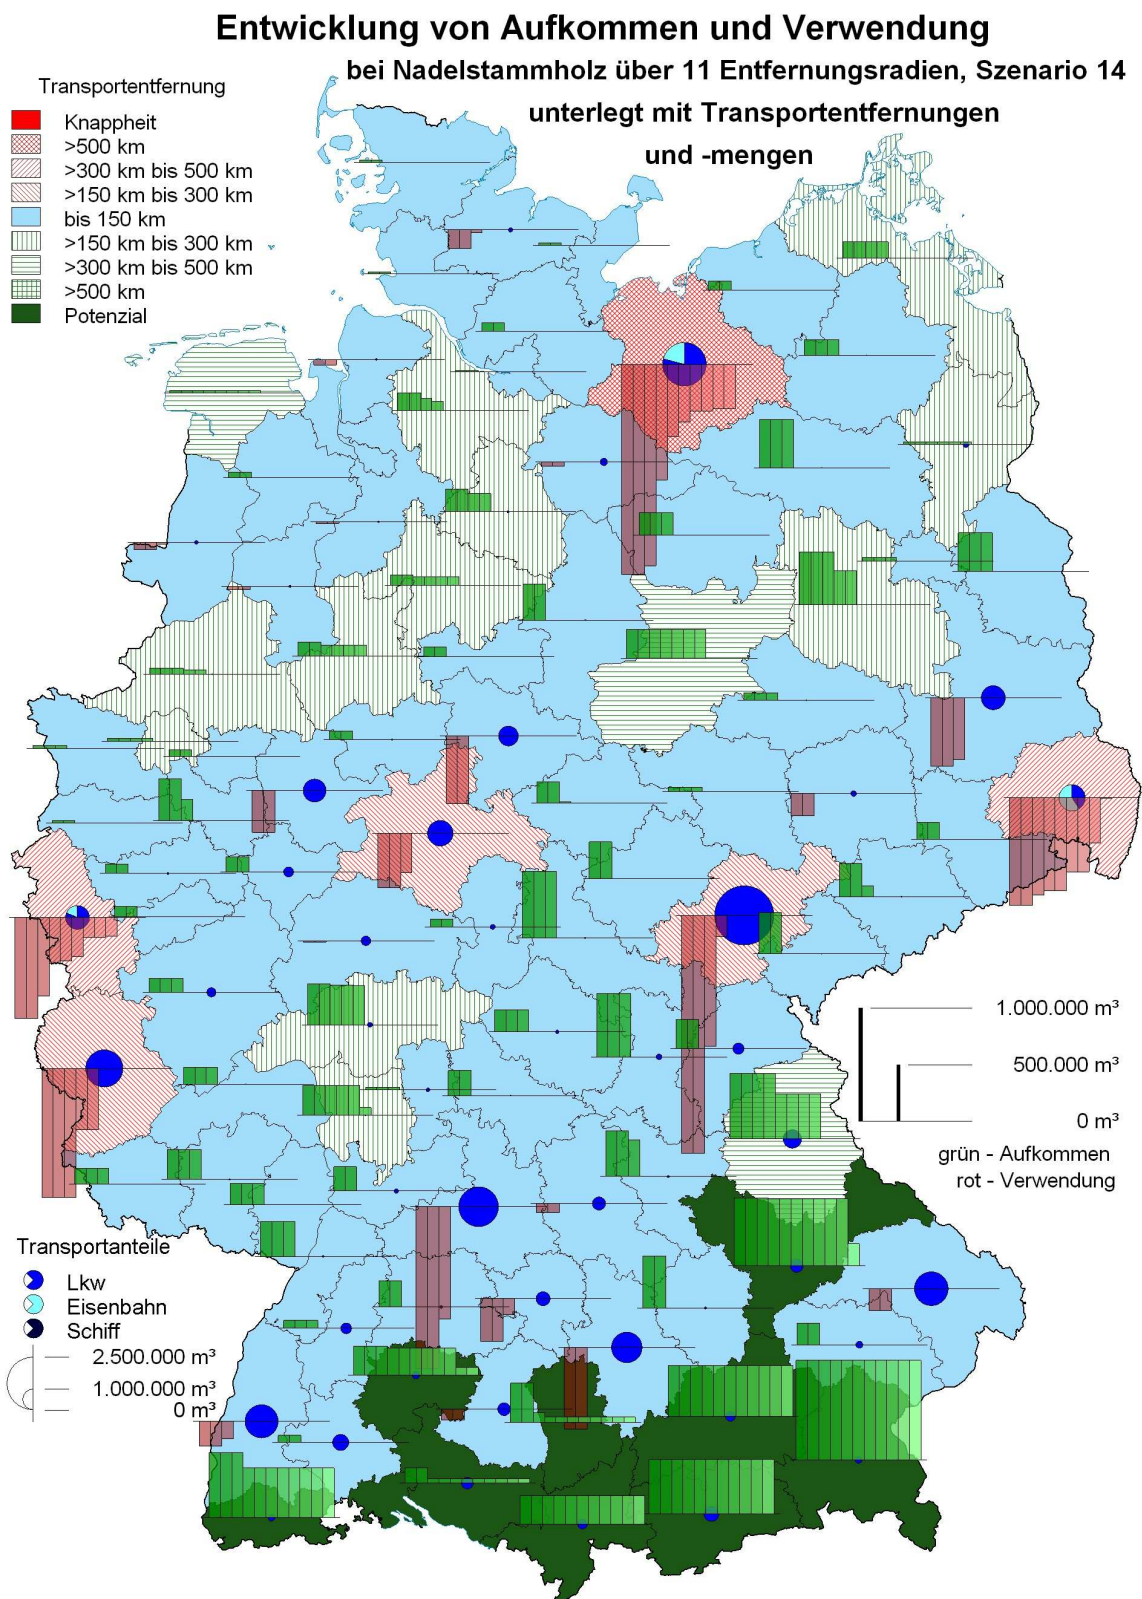 Entwicklung von Aufkommen und Verwendung
bei Nadelstammholz über 11 Entfernungsradien, Szenario 14
unterlegt mit Transportentfernungen
und -mengen
Transportentfernung
Knappheit
>500 km
>300 km bis 500 km
>150 km bis 300 km
bis 150 km
>150 km bis 300 km
>300 km bis 500 km
>500 km
Potenzial
1.000.000 m³
500.000 m³
0 m³
grün - Aufkommen
rot - Verwendung
Transportanteile
Lkw
Eisenbahn
Schiff
2.500.000 m³
1.000.000 m³
0 m³